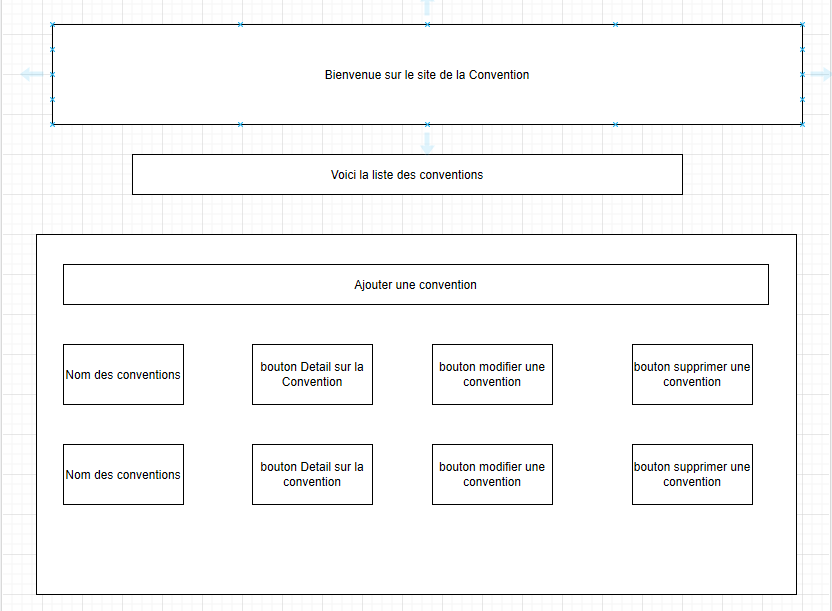 Bienvenue sur le site de la Convention
Voici la liste des conventions
Ajouter une convention
Nom des conventions
bouton Detail sur la
Convention
bouton modifier une
convention
bouton supprimer une
convention
Nom des conventions
bouton Detail sur la
convention
bouton modifier une
convention
bouton supprimer une
convention